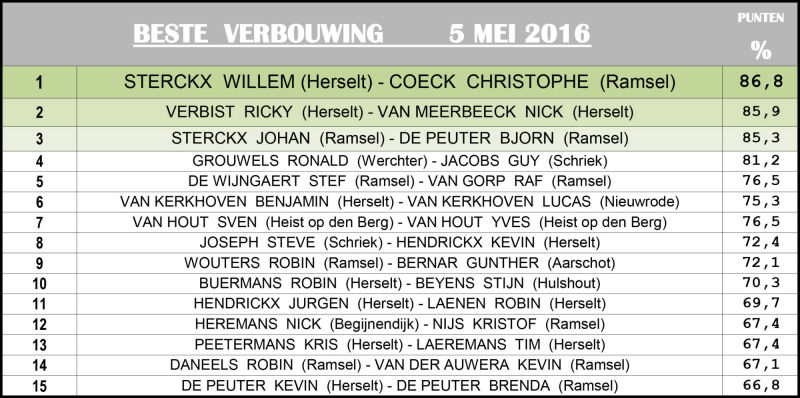 PUNTEN
BESTE VERBOUWING 5 MEI 2016 %
1 STERCKX WILLEM (Herselt) - COECK CHRISTOPHE (Ramsel) 86,8
2 VERBIST RICKY (Herselt) - VAN MEERBEECK NICK (Herselt) 85,9
3 STERCKX JOHAN (Ramsel) - DE PEUTER BJORN (Ramsel) 85,3
4 GROUWELS RONALD (Werchter) - JACOBS GUY (Schriek) 81,2
5 DE WIJNGAERT STEF (Ramsel) - VAN GORP RAF (Ramsel) 76,5
6 VAN KERKHOVEN BENJAMIN (Herselt) - VAN KERKHOVEN LUCAS (Nieuwrode) 75,3
7 VAN HOUT SVEN (Heist op den Berg) - VAN HOUT YVES (Heist op den Berg) 76,5
8 JOSEPH STEVE (Schriek) - HENDRICKX KEVIN (Herselt) 72,4
9 WOUTERS ROBIN (Ramsel) - BERNAR GUNTHER (Aarschot) 72,1
10 BUERMANS ROBIN (Herselt) - BEYENS STIJN (Hulshout) 70,3
11 HENDRICKX JURGEN (Herselt) - LAENEN ROBIN (Herselt) 69,7
12 HEREMANS NICK (Begijnendijk) - NIJS KRISTOF (Ramsel) 67,4
13 PEETERMANS KRIS (Herselt) - LAEREMANS TIM (Herselt) 67,4
14 DANEELS ROBIN (Ramsel) - VAN DER AUWERA KEVIN (Ramsel) 67,1
15 DE PEUTER KEVIN (Herselt) - DE PEUTER BRENDA (Ramsel) 66,8